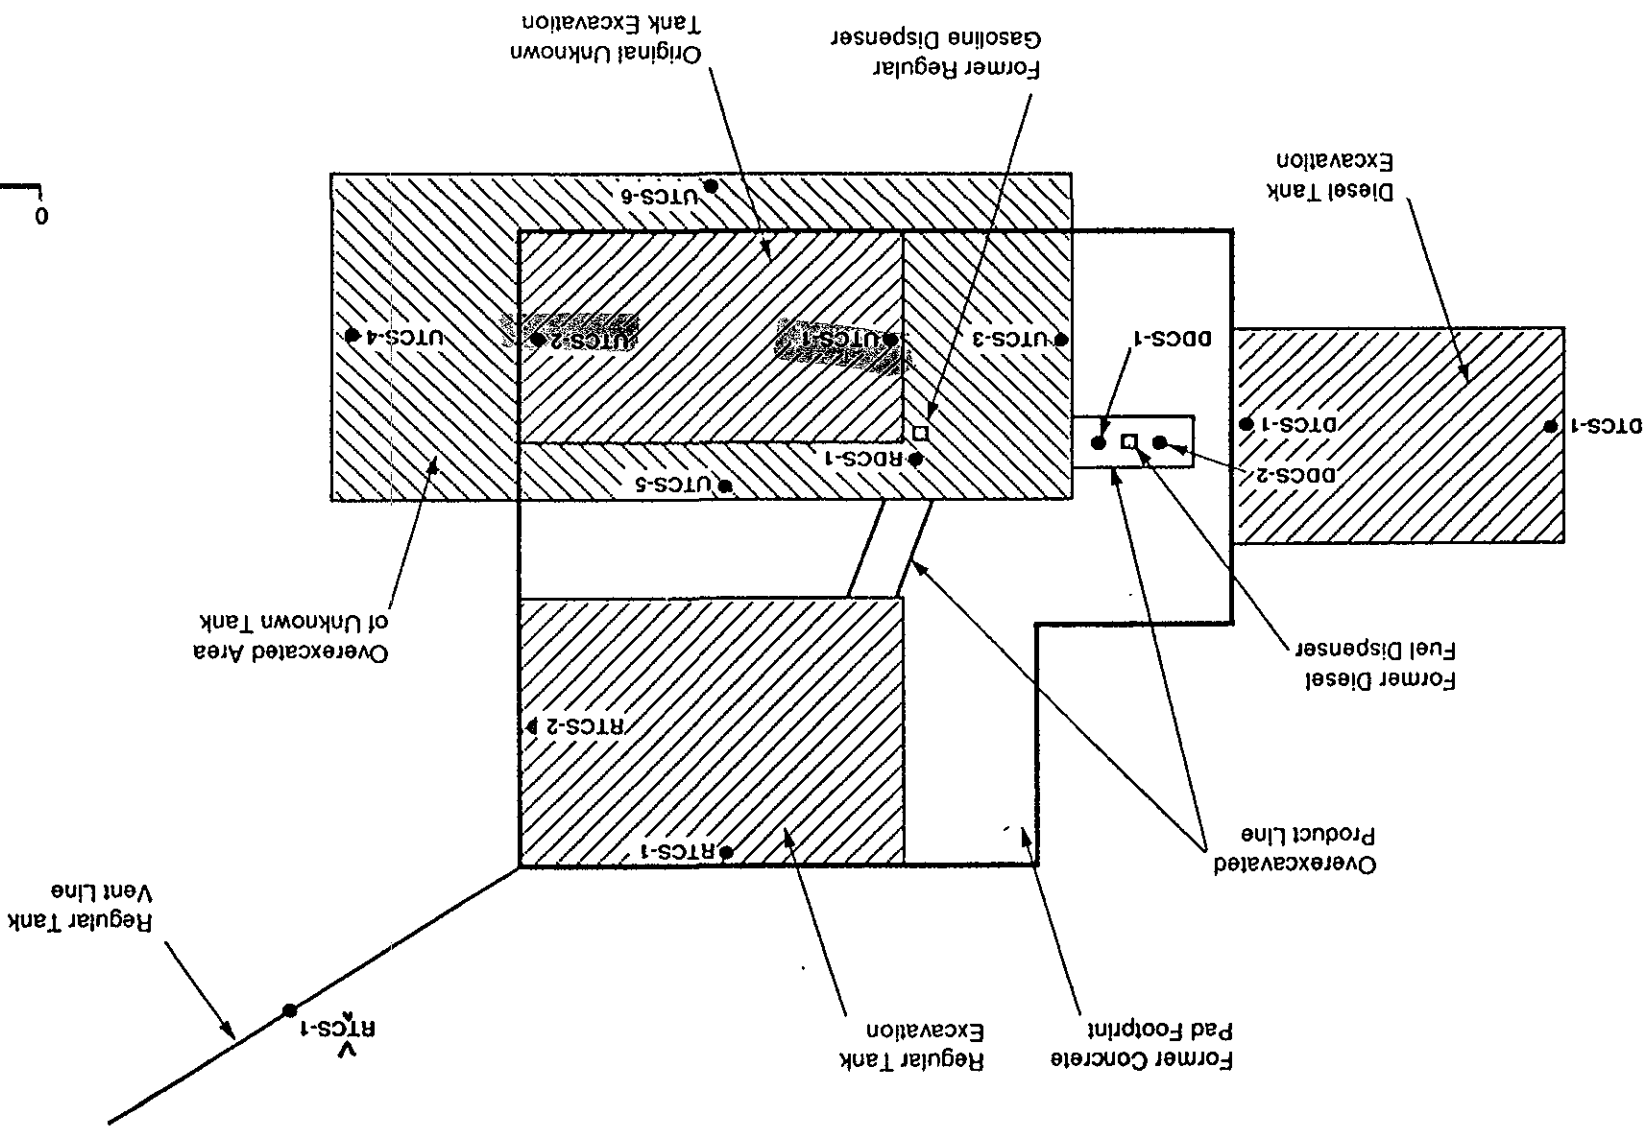 Former Concrete
Pad Footprint
Regular Tank
Excavation
V
RTCS-1
Regular Tank
Vent Line
Overexcavated
Product Line
RTCS-1
RTCS-2
Former Diesel
Fuel Dispenser
Overexcated Area
of Unknown Tank
UTCS-5
DDCS-2
RDCS-1
DTCS-1
DTCS-1
DDCS-1
UTCS-3
UTCS-1
UTCS-2
UTCS-4
UTCS-6
0
Diesel Tank
Excavation
Former Regular
Gasoline Dispenser
Original Unknown
Tank Excavation